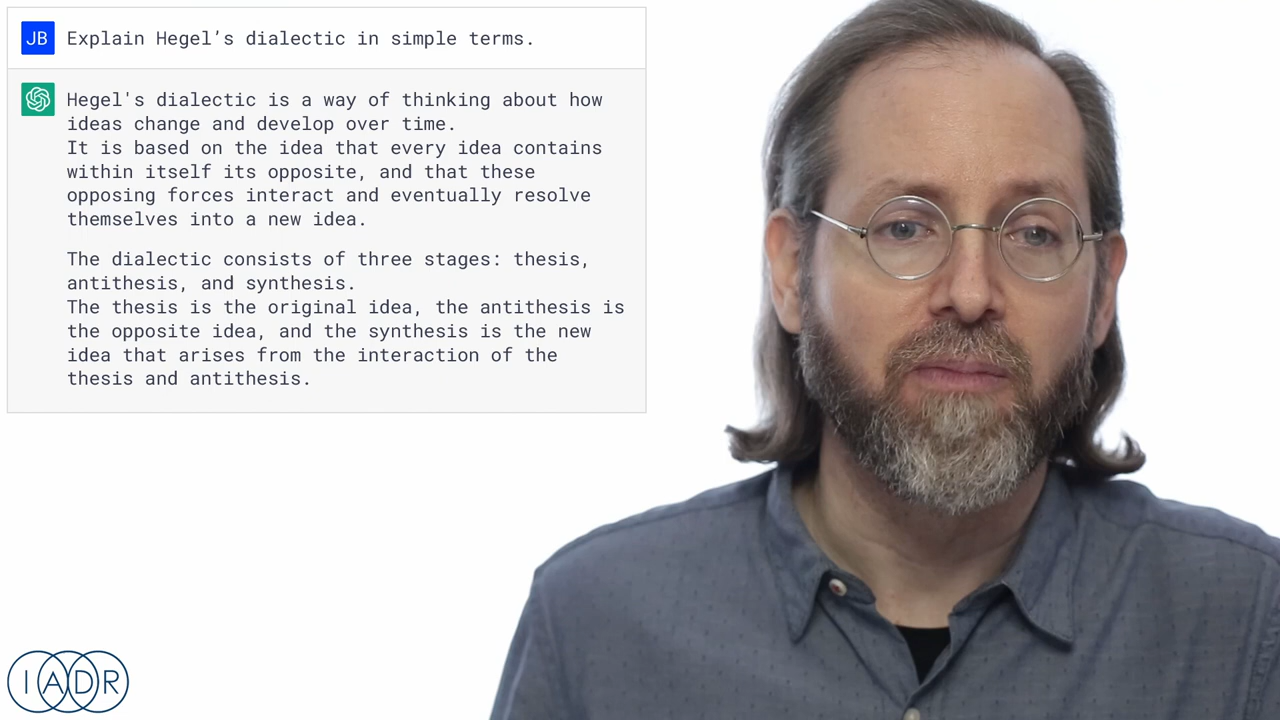 JB Explain Hegel’s dialectic in simple terms.
Hegel's dialectic is a way of thinking about how
ideas change and develop over time.
It is based on the idea that every idea contains
within itself its opposite, and that these
opposing forces interact and eventually resolve
themselves into a new idea.
The dialectic consists of three stages: thesis,
antithesis, and synthesis.
The thesis is the original idea, the antithesis is
the opposite idea, and the synthesis is the new
idea that arises from the interaction of the
thesis and antithesis.
IADR